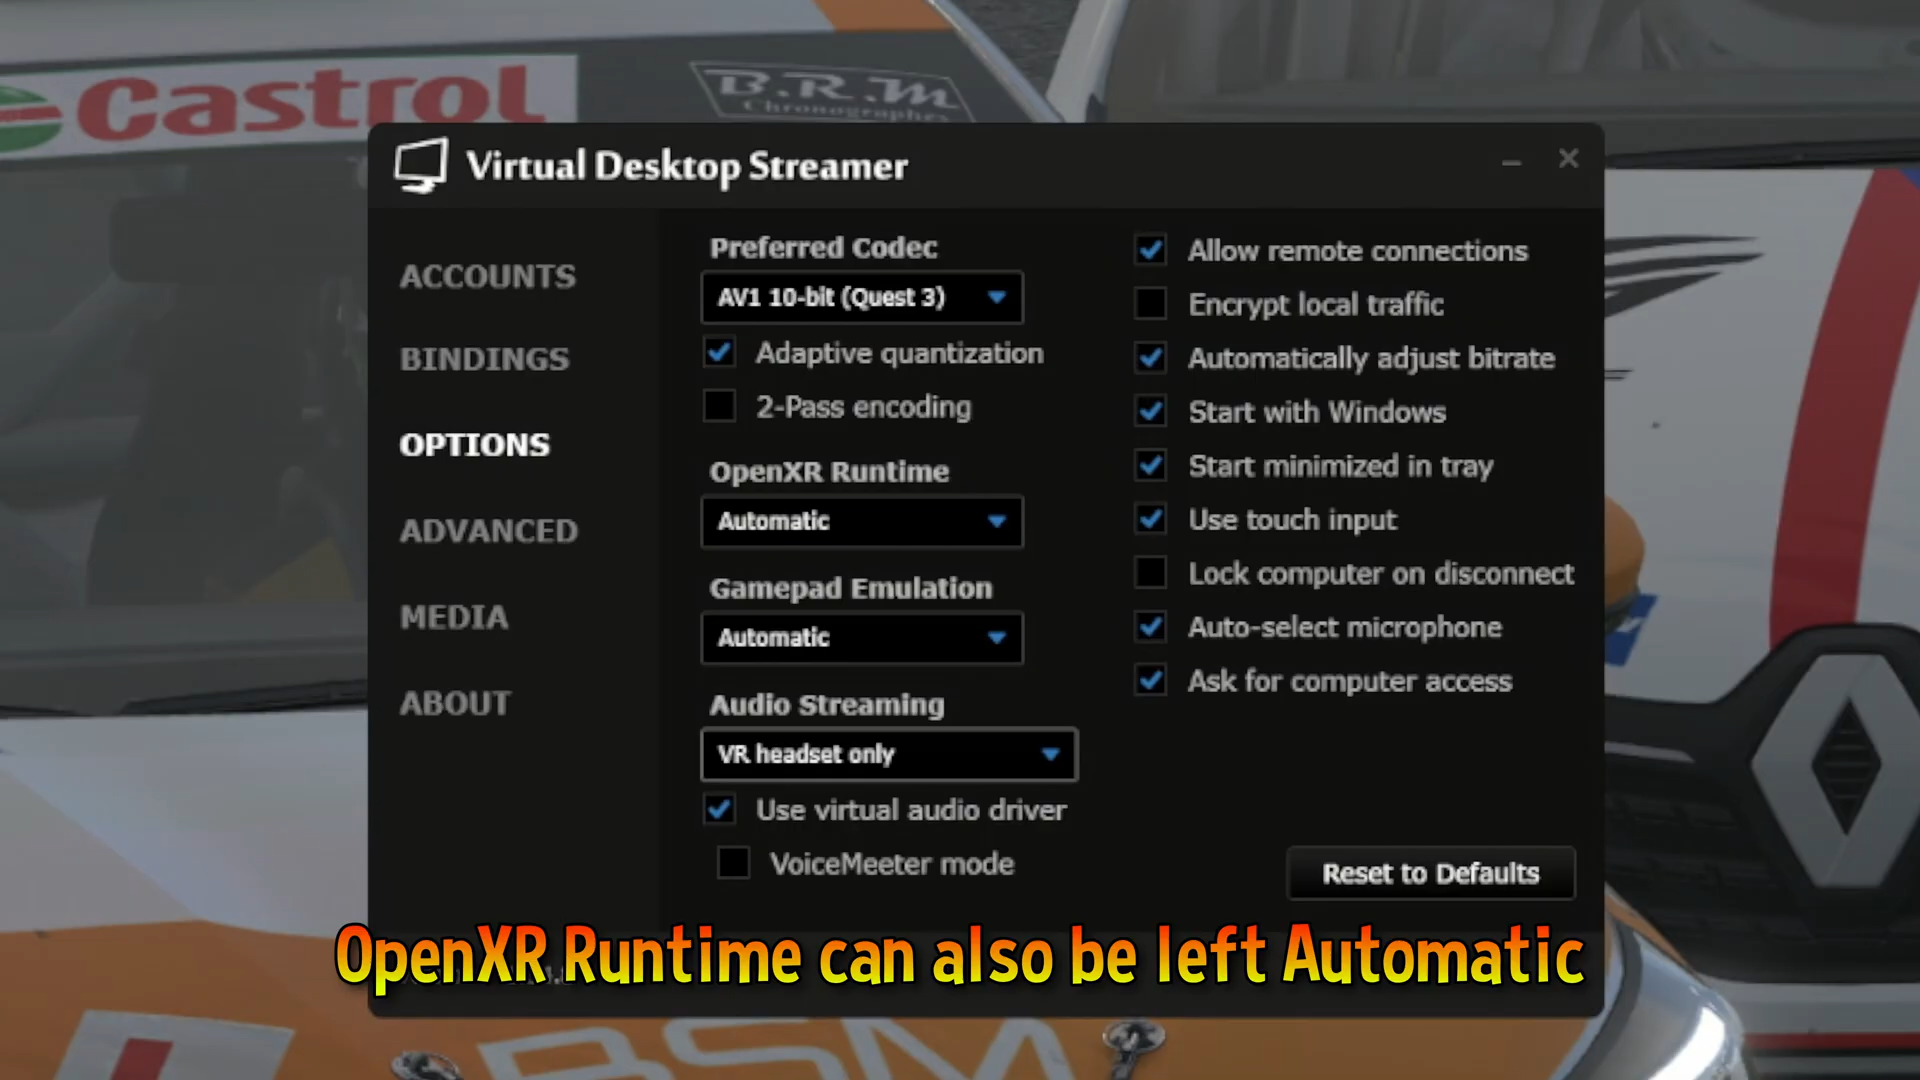 Castrol
B.R.M
Chronographes
Virtual Desktop Streamer
ACCOUNTS
BINDINGS
OPTIONS
ADVANCED
MEDIA
ABOUT
Preferred Codec
AV1 10-bit (Quest 3)
Adaptive quantization
2-Pass encoding
OpenXR Runtime
Automatic
Gamepad Emulation
Automatic
Audio Streaming
VR headset only
Use virtual audio driver
VoiceMeeter mode
Allow remote connections
Encrypt local traffic
Automatically adjust bitrate
Start with Windows
Start minimized in tray
Use touch input
Lock computer on disconnect
Auto-select microphone
Ask for computer access
Reset to Defaults
OpenXR Runtime can also be left Automatic
BSM